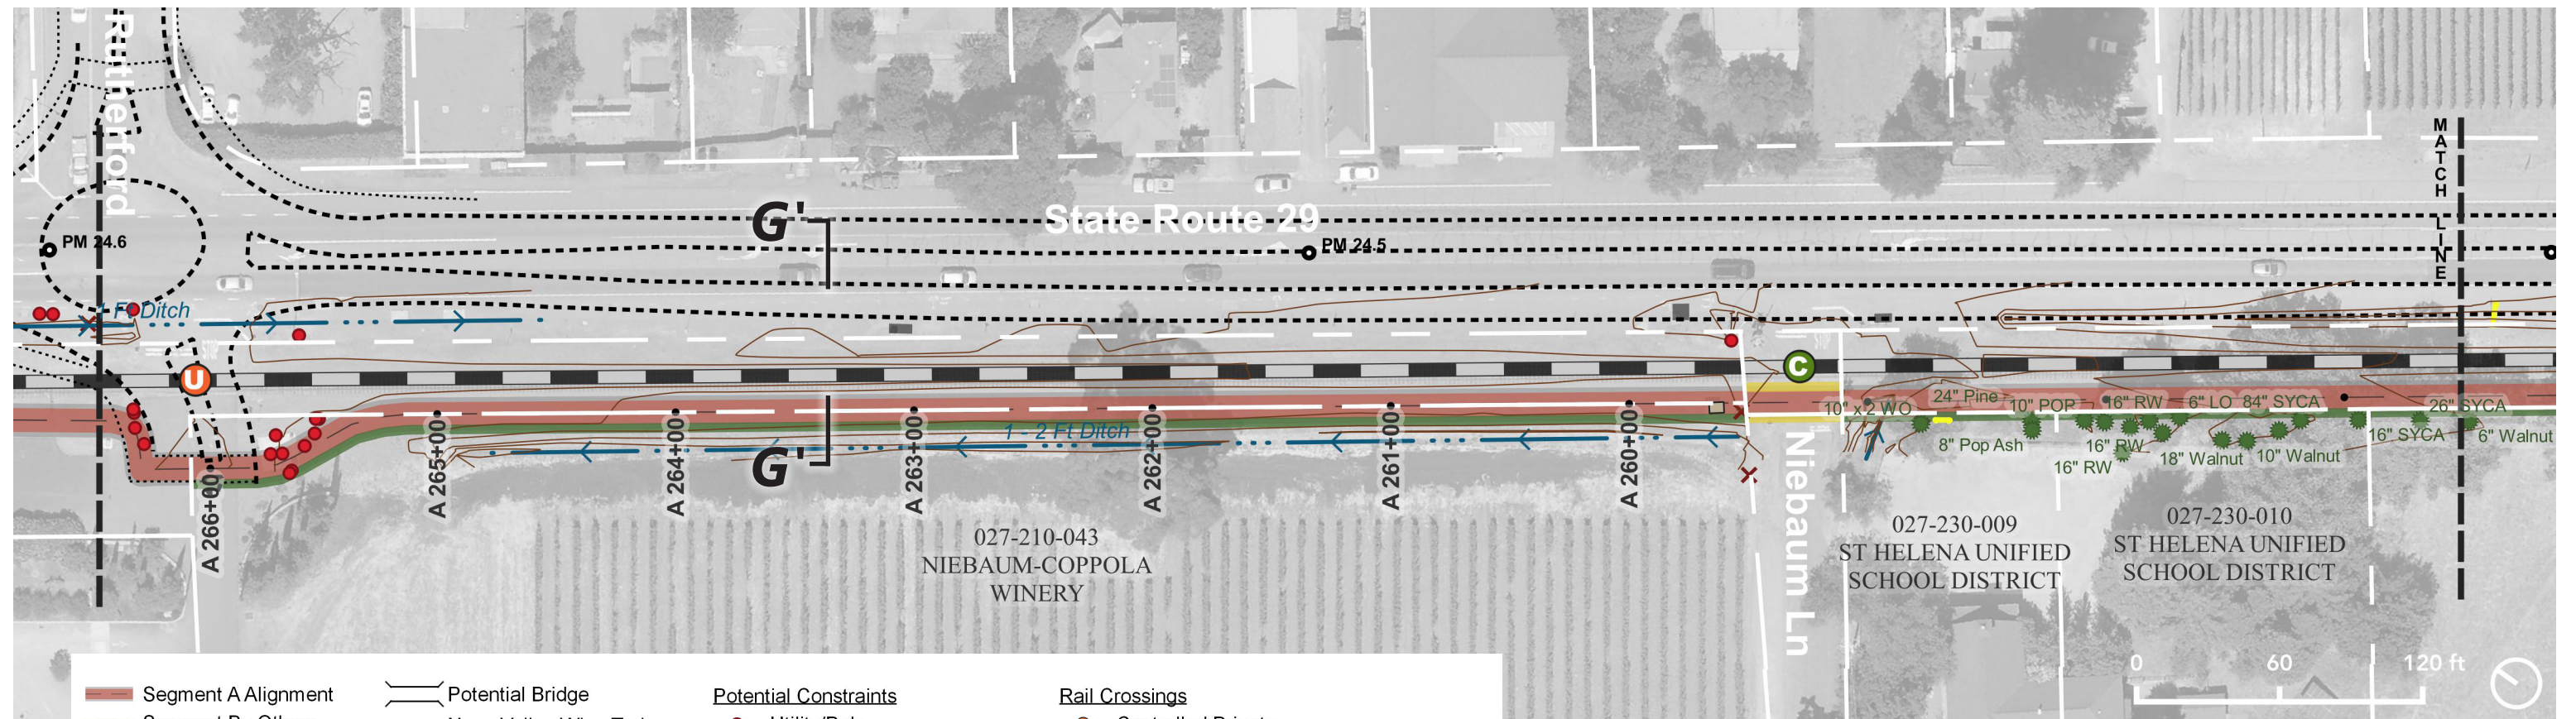 Rutherford
PM 24.6
1 Ft Ditch
U
G'
State Route 29
PM 24.5
MATCH LINE
C
G'
1 - 2 Ft Ditch
A 266+00
A 265+00
A 264+00
A 263+00
A 262+00
A 261+00
A 260+00
Niebaum Ln
10" x 2 WO
24" Pine
8" Pop Ash
10" POP
16" RW
16" RW
16" RW
6" LO
84" SYCA
18" Walnut
10" Walnut
16" SYCA
26" SYCA
6" Walnut
027-210-043
NIEBAUM-COPPOLA
WINERY
027-230-009
ST HELENA UNIFIED
SCHOOL DISTRICT
027-230-010
ST HELENA UNIFIED
SCHOOL DISTRICT
0 60 120 ft
Segment A Alignment
Potential Bridge
Potential Constraints
Rail Crossings